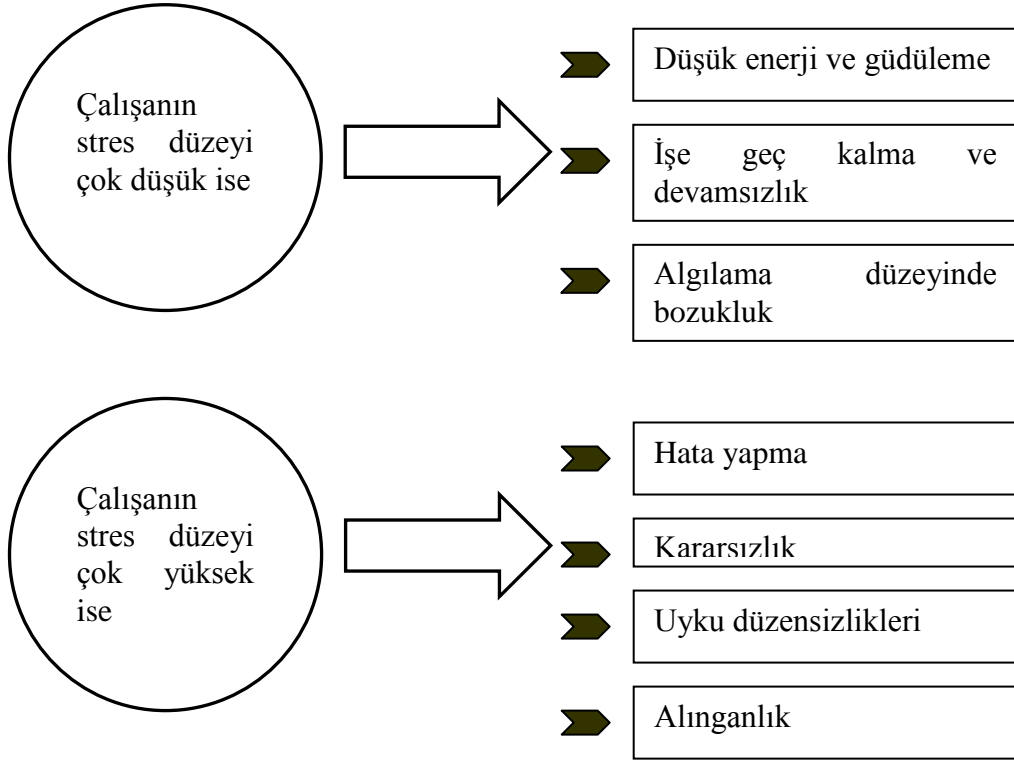 Çalışanın
stres düzeyi
çok düşük ise
Düşük enerji ve güdüleme
İşe geç kalma ve
devamsızlık
Algılama düzeyinde
bozukluk
Çalışanın
stres düzeyi
çok yüksek
ise
Hata yapma
Kararsızlık
Uyku düzensizlikleri
Alınganlık